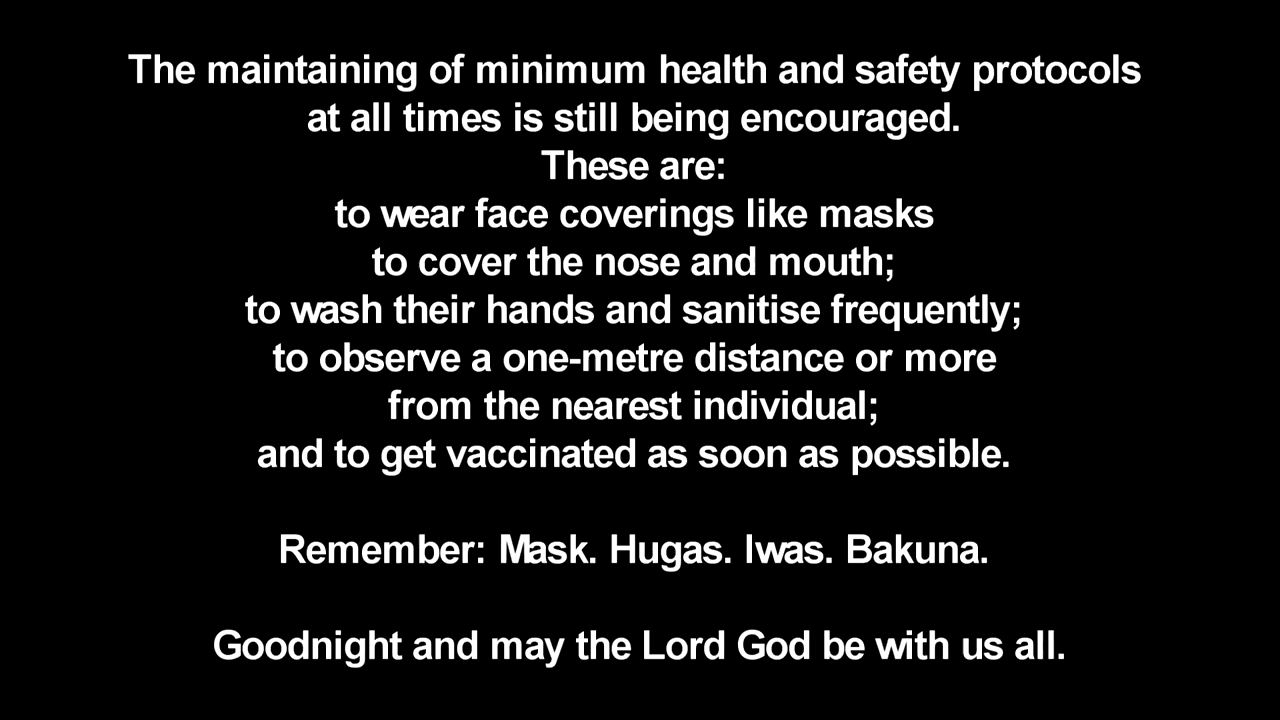 The maintaining of minimum health and safety protocols
at all times is still being encouraged.
These are:
to wear face coverings like masks
to cover the nose and mouth;
to wash their hands and sanitise frequently;
to observe a one-metre distance or more
from the nearest individual;
and to get vaccinated as soon as possible.
Remember: Mask. Hugas. Iwas. Bakuna.
Goodnight and may the Lord God be with us all.